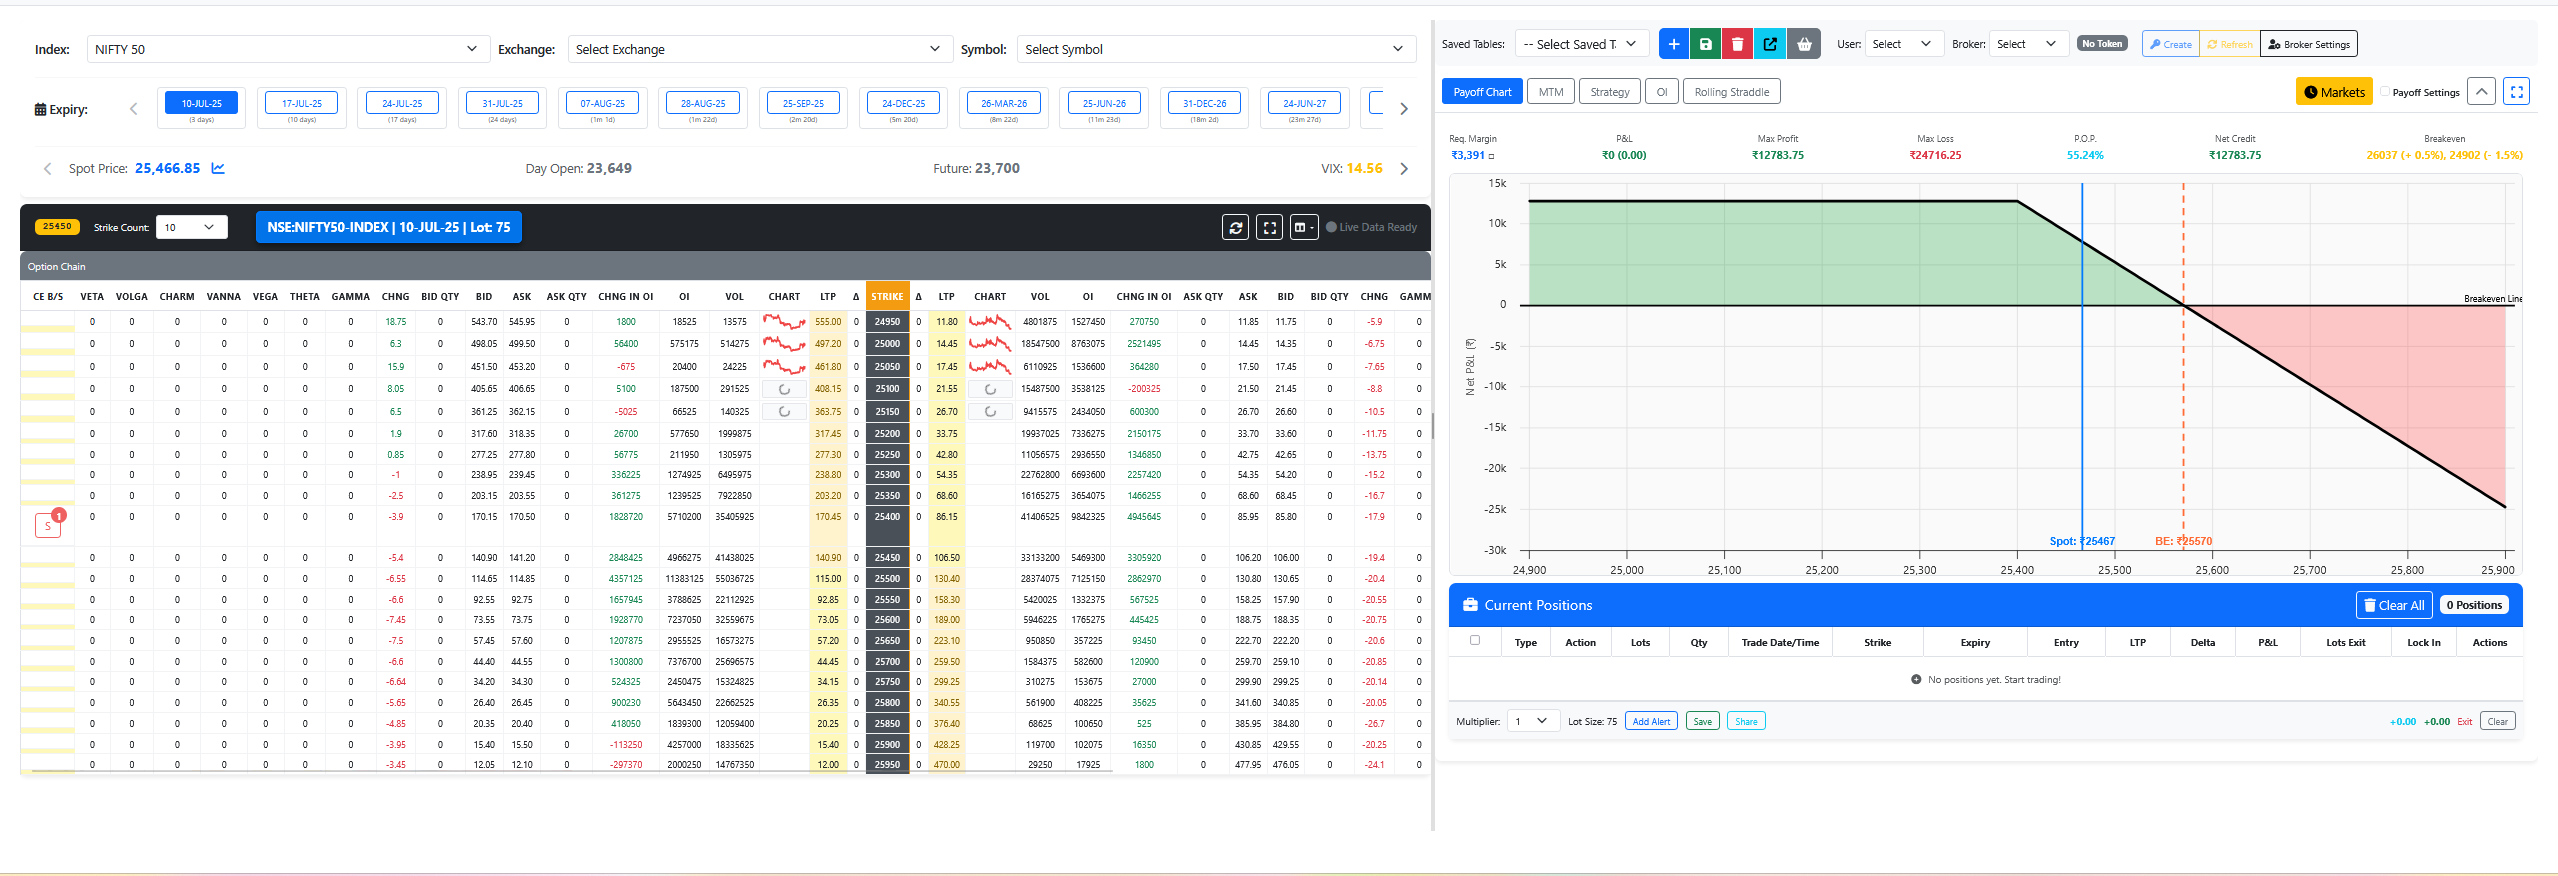 Index: NIFTY 50 Exchange: Select Exchange Symbol: Select Symbol
Expiry: 10-JUL-25 17-JUL-25 24-JUL-25 31-JUL-25 07-AUG-25 28-AUG-25 25-SEP-25 24-DEC-25 26-MAR-26 25-JUN-26 31-DEC-26 24-JUN-27
(3 days) (10 days) (17 days) (24 days) (1m 1d) (1m 22d) (2m 20d) (5m 20d) (8m 22d) (11m 23d) (18m 2d) (23m 27d)
Spot Price: 25,466.85 Day Open: 23,649 Future: 23,700 VIX: 14.56
25450 Strike Count: 10 NSE:NIFTY50-INDEX | 10-JUL-25 | Lot: 75 Live Data Ready
Option Chain
CE B/S VETA VOLGA CHARM VANNA VEGA THETA GAMMA CHNG BID QTY BID ASK ASK QTY CHNG IN OI OI VOL CHART LTP Δ STRIKE Δ LTP CHART VOL OI CHNG IN OI ASK QTY ASK BID BID QTY CHNG GAMM
0 0 0 0 0 0 0 18.75 0 543.70 545.95 0 1800 18525 13575 555.00 0 24950 0 11.80 4801875 1527450 270750 0 11.85 11.75 0 -5.9 0
0 0 0 0 0 0 0 6.3 0 498.05 499.50 0 56400 575175 514275 497.20 0 25000 0 14.45 18547500 8763075 2521495 0 14.45 14.35 0 -6.75 0
0 0 0 0 0 0 0 15.9 0 451.50 453.20 0 -675 20400 24225 461.80 0 25050 0 17.45 6110925 1536600 364280 0 17.50 17.45 0 -7.65 0
0 0 0 0 0 0 0 8.05 0 405.65 406.65 0 5100 187500 291525 408.15 0 25100 0 21.55 15487500 3538125 -200325 0 21.50 21.45 0 -8.8 0
0 0 0 0 0 0 0 6.5 0 361.25 362.15 0 -5025 66525 140325 363.75 0 25150 0 26.70 9415575 2434050 600300 0 26.70 26.60 0 -10.5 0
0 0 0 0 0 0 0 1.9 0 317.60 318.35 0 26700 577650 1999875 317.45 0 25200 0 33.75 19937025 7336275 2150175 0 33.70 33.60 0 -11.75 0
0 0 0 0 0 0 0 0.85 0 277.25 277.80 0 56775 211950 1305975 277.30 0 25250 0 42.80 11056575 2936550 1346850 0 42.75 42.65 0 -13.75 0
0 0 0 0 0 0 0 -1 0 238.95 239.45 0 336225 1274925 6495975 238.80 0 25300 0 54.35 22762800 6693600 2257420 0 54.35 54.20 0 -15.2 0
0 0 0 0 0 0 0 -2.5 0 203.15 203.55 0 361275 1239525 7922850 203.20 0 25350 0 68.60 16165275 3654075 1466255 0 68.60 68.45 0 -16.7 0
S 1 0 0 0 0 0 0 0 -3.9 0 170.15 170.50 0 1828720 5710200 35405925 170.45 0 25400 0 86.15 41406525 9842325 4945645 0 85.95 85.80 0 -17.9 0
0 0 0 0 0 0 0 -5.4 0 140.90 141.20 0 2848425 4966275 41438025 140.90 0 25450 0 106.50 33133200 5469300 3305920 0 106.20 106.00 0 -19.4 0
0 0 0 0 0 0 0 -6.55 0 114.65 114.85 0 4357125 11383125 55036725 115.00 0 25500 0 130.40 28374075 7125150 2862970 0 130.80 130.65 0 -20.4 0
0 0 0 0 0 0 0 -6.6 0 92.55 92.75 0 1657945 3788625 22112925 92.85 0 25550 0 158.30 5420025 1332375 567525 0 158.25 157.90 0 -20.55 0
0 0 0 0 0 0 0 -7.45 0 73.55 73.75 0 1928770 7237050 32559675 73.05 0 25600 0 189.00 5946225 1765275 445425 0 188.75 188.35 0 -20.75 0
0 0 0 0 0 0 0 -7.5 0 57.45 57.60 0 1207875 2955525 16573275 57.20 0 25650 0 223.10 950850 357225 93450 0 222.70 222.20 0 -20.6 0
0 0 0 0 0 0 0 -6.6 0 44.40 44.55 0 1300800 7376700 25696575 44.45 0 25700 0 259.50 1584375 582600 120900 0 259.70 259.10 0 -20.85 0
0 0 0 0 0 0 0 -6.64 0 34.20 34.30 0 524325 2450475 15324825 34.15 0 25750 0 299.25 310275 153675 27000 0 299.90 299.25 0 -20.14 0
0 0 0 0 0 0 0 -5.65 0 26.40 26.45 0 900230 5643450 22662525 26.35 0 25800 0 340.55 561900 408225 35625 0 341.60 340.85 0 -20.05 0
0 0 0 0 0 0 0 -4.85 0 20.35 20.40 0 418050 1839300 12059400 20.25 0 25850 0 376.40 68625 100650 525 0 385.95 384.80 0 -26.7 0
0 0 0 0 0 0 0 -3.95 0 15.40 15.50 0 -113250 4257000 18335625 15.40 0 25900 0 428.25 119700 102075 16350 0 430.85 429.55 0 -20.25 0
0 0 0 0 0 0 0 -3.45 0 12.05 12.10 0 -297370 2000250 14767350 12.00 0 25950 0 470.00 29250 17925 1800 0 477.95 476.05 0 -24.1 0
Saved Tables: -- Select Saved T User: Select Broker: Select No Token Create Refresh Broker Settings
Payoff Chart MTM Strategy OI Rolling Straddle Markets Payoff Settings
Req. Margin P&L Max Profit Max Loss P.O.P. Net Credit Breakeven
₹3,391 ₹0 (0.00) ₹12783.75 ₹24716.25 55.24% ₹12783.75 26037 (+ 0.5%), 24902 (- 1.5%)
15k
10k
5k
0 Breakeven Line
-5k
Net P&L (₹)
-10k
-15k
-20k
-25k
-30k
Spot: ₹25467 BE: ₹25570
24,900 25,000 25,100 25,200 25,300 25,400 25,500 25,600 25,700 25,800 25,900
Current Positions Clear All 0 Positions
Type Action Lots Qty Trade Date/Time Strike Expiry Entry LTP Delta P&L Lots Exit Lock In Actions
No positions yet. Start trading!
Multiplier: 1 Lot Size: 75 Add Alert Save Share +0.00 +0.00 Exit Clear